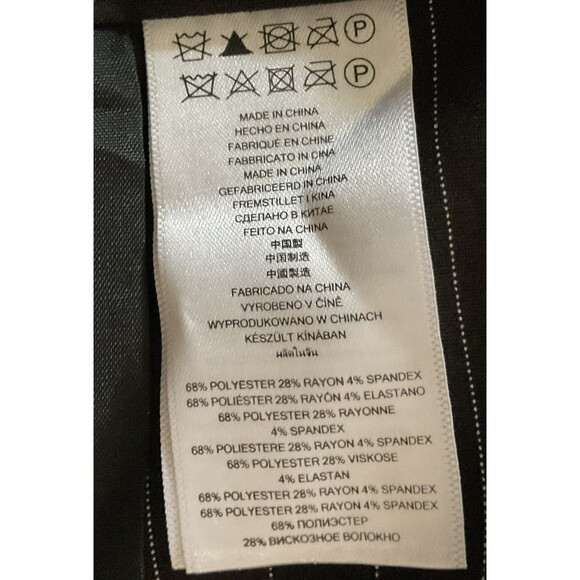 P
P
MADE IN CHINA
HECHO EN CHINA
FABRIQUÉ EN CHINE
FABBRICATO IN CINA
MADE IN CHINA
GEFABRICEERD IN CHINA
FREMSTILLET I KINA
СДЕЛАНО В КИТАЕ
FEITO NA CHINA
中国製
中国制造
中國製造
FABRICADO NA CHINA
VYROBENO V ČÍNĚ
WYPRODUKOWANO W CHINACH
KÉSZÜLT KÍNÁBAN
ผลิตในจีน
68% POLYESTER 28% RAYON 4% SPANDEX
68% POLIÉSTER 28% RAYÓN 4% ELASTANO
68% POLYESTER 28% RAYONNE
4% SPANDEX
68% POLIESTERE 28% RAYON 4% SPANDEX
68% POLYESTER 28% VISKOSE
4% ELASTAN
68% POLYESTER 28% RAYON 4% SPANDEX
68% POLYESTER 28% RAYON 4% SPANDEX
68% ПОЛИЭСТЕР
28% ВИСКОЗНОЕ ВОЛОКНО